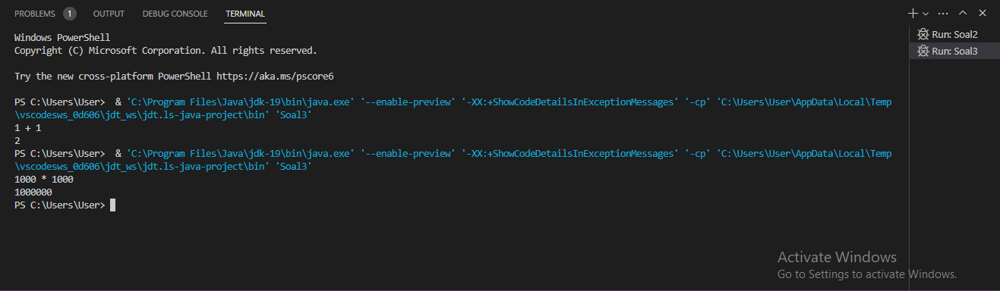 PROBLEMS 1 OUTPUT DEBUG CONSOLE TERMINAL
Windows PowerShell
Copyright (C) Microsoft Corporation. All rights reserved.
Try the new cross-platform PowerShell https://aka.ms/pscore6
PS C:\Users\User>  & 'C:\Program Files\Java\jdk-19\bin\java.exe' '--enable-preview' '-XX:+ShowCodeDetailsInExceptionMessages' '-cp' 'C:\Users\User\AppData\Local\Temp
\vscodesws_0d606\jdt_ws\jdt.ls-java-project\bin' 'Soal3'
1 + 1
2
PS C:\Users\User>  & 'C:\Program Files\Java\jdk-19\bin\java.exe' '--enable-preview' '-XX:+ShowCodeDetailsInExceptionMessages' '-cp' 'C:\Users\User\AppData\Local\Temp
\vscodesws_0d606\jdt_ws\jdt.ls-java-project\bin' 'Soal3'
1000 * 1000
1000000
PS C:\Users\User>
Run: Soal2
Run: Soal3
Activate Windows
Go to Settings to activate Windows.